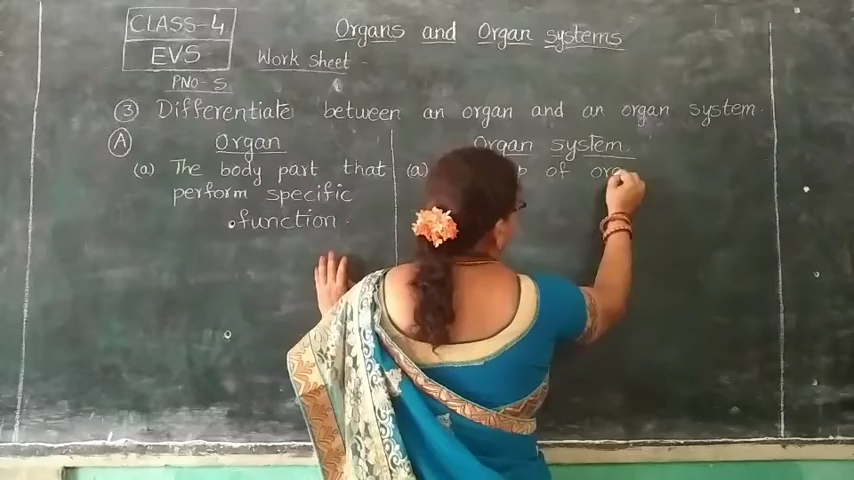 CLASS-4
EVS
Organs and Organ systems
Work sheet -
PNO-5
③ Differentiate between an organ and an organ system.
Ⓐ Organ
Organ system.
(a) The body part that
perform specific
function.
(a) of